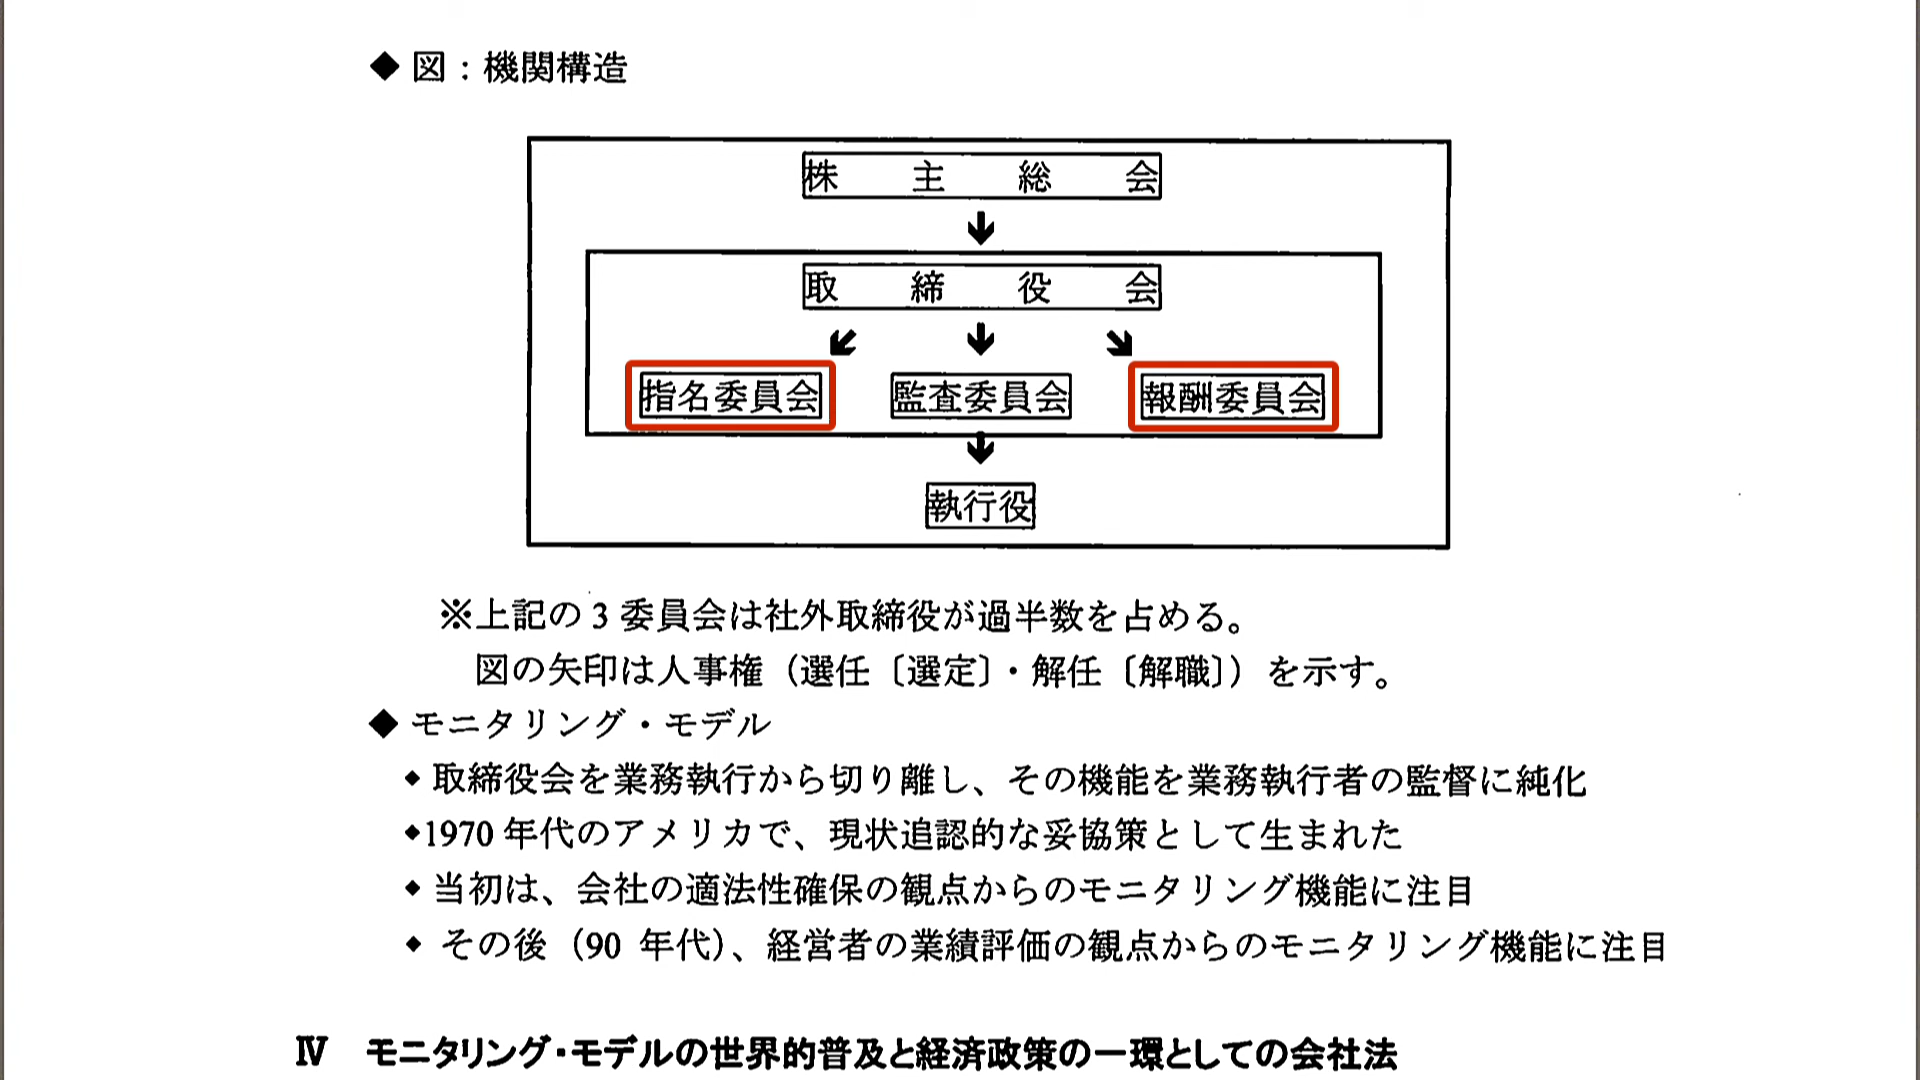 ◆ 図：機関構造
株主総会
取締役会
指名委員会 監査委員会 報酬委員会
執行役
※上記の3委員会は社外取締役が過半数を占める。
図の矢印は人事権（選任〔選定〕・解任〔解職〕）を示す。
◆ モニタリング・モデル
◆ 取締役会を業務執行から切り離し、その機能を業務執行者の監督に純化
◆1970年代のアメリカで、現状追認的な妥協策として生まれた
◆ 当初は、会社の適法性確保の観点からのモニタリング機能に注目
◆ その後（90 年代）、経営者の業績評価の観点からのモニタリング機能に注目
Ⅳ モニタリング・モデルの世界的普及と経済政策の一環としての会社法